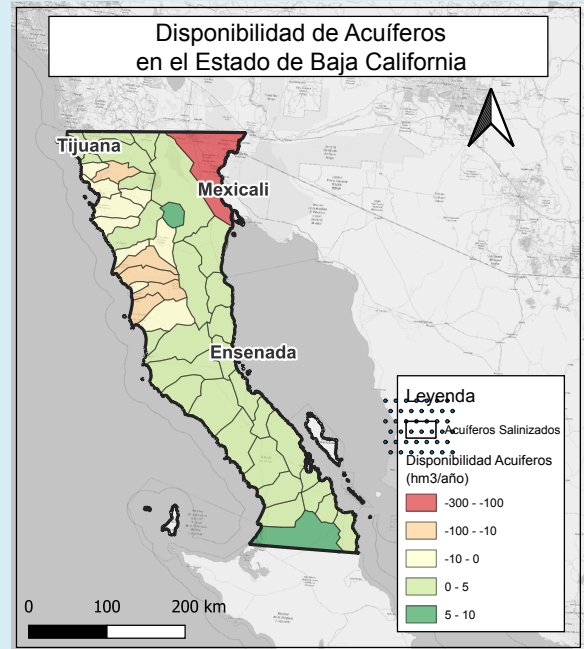 Disponibilidad de Acuíferos
en el Estado de Baja California
Tijuana
Mexicali
Ensenada
Leyenda
Acuíferos Salinizados
Disponibilidad Acuiferos
(hm3/año)
-300 - -100
-100 - -10
-10 - 0
0 - 5
5 - 10
0 100 200 km